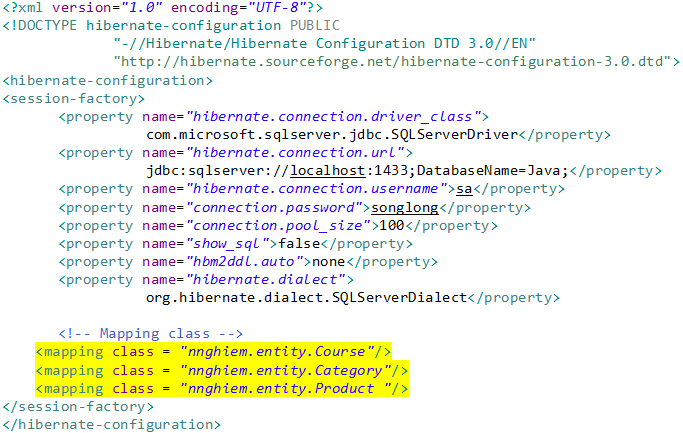 <?xml version="1.0" encoding="UTF-8"?>
<!DOCTYPE hibernate-configuration PUBLIC
"-//Hibernate/Hibernate Configuration DTD 3.0//EN"
"http://hibernate.sourceforge.net/hibernate-configuration-3.0.dtd">
<hibernate-configuration>
<session-factory>
<property name="hibernate.connection.driver_class">
com.microsoft.sqlserver.jdbc.SQLServerDriver</property>
<property name="hibernate.connection.url">
jdbc:sqlserver://localhost:1433;DatabaseName=Java;</property>
<property name="hibernate.connection.username">sa</property>
<property name="connection.password">songlong</property>
<property name="connection.pool_size">100</property>
<property name="show_sql">false</property>
<property name="hbm2ddl.auto">none</property>
<property name="hibernate.dialect">
org.hibernate.dialect.SQLServerDialect</property>
<!-- Mapping class -->
<mapping class = "nnghiem.entity.Course"/>
<mapping class = "nnghiem.entity.Category"/>
<mapping class = "nnghiem.entity.Product "/>
</session-factory>
</hibernate-configuration>